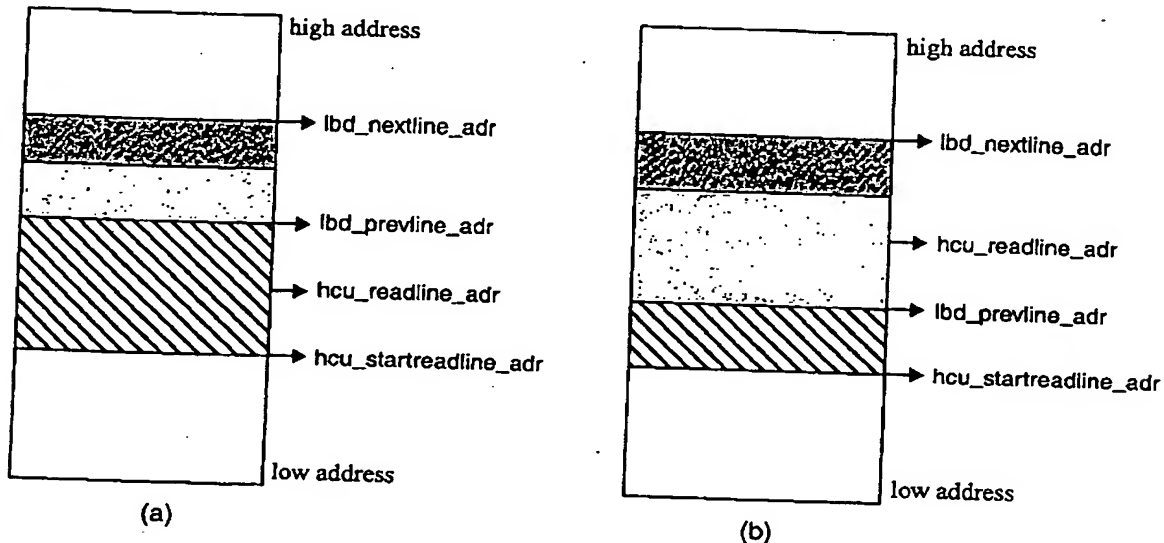 high address
lbd_nextline_adr
lbd_prevline_adr
hcu_readline_adr
hcu_startreadline_adr
low address
(a)
high address
lbd_nextline_adr
hcu_readline_adr
lbd_prevline_adr
hcu_startreadline_adr
low address
(b)